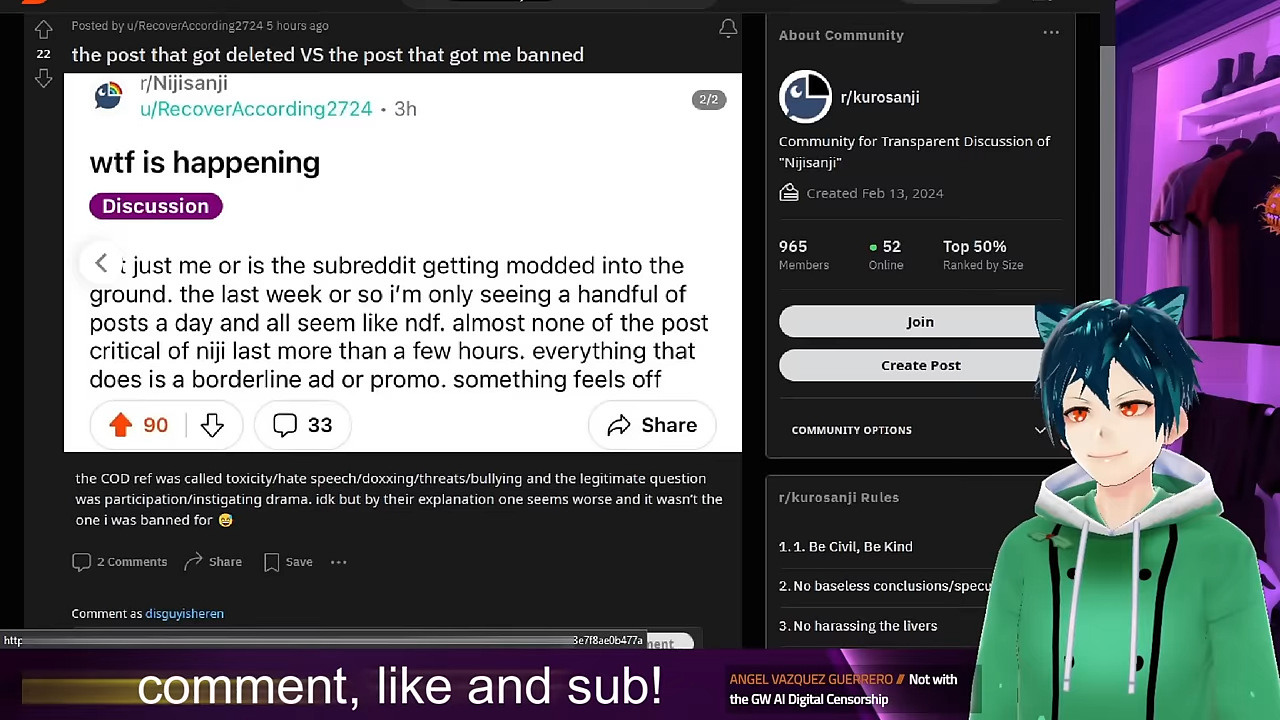 Posted by u/RecoverAccording2724 5 hours ago
22
the post that got deleted VS the post that got me banned
r/Nijisanji
u/RecoverAccording2724 • 3h
2/2
wtf is happening
Discussion
t just me or is the subreddit getting modded into the
ground. the last week or so i'm only seeing a handful of
posts a day and all seem like ndf. almost none of the post
critical of niji last more than a few hours. everything that
does is a borderline ad or promo. something feels off
90
33
Share
the COD ref was called toxicity/hate speech/doxxing/threats/bullying and the legitimate question
was participation/instigating drama. idk but by their explanation one seems worse and it wasn't the
one i was banned for 😅
2 Comments
Share
Save
Comment as disguyisheren
http
3e7f8ae0b477a
About Community
r/kurosanji
Community for Transparent Discussion of
"Nijisanji"
Created Feb 13, 2024
965
52
Top 50%
Members
Online
Ranked by Size
Join
Create Post
COMMUNITY OPTIONS
r/kurosanji Rules
1. 1. Be Civil, Be Kind
2. No baseless conclusions/specu
3. No harassing the livers
comment, like and sub!
ANGEL VAZQUEZ GUERRERO // Not with
the GW AI Digital Censorship